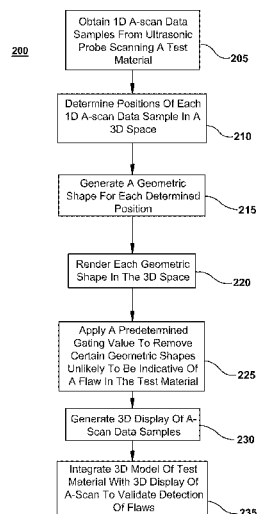 200
Obtain 1D A-scan Data
Samples From Ultrasonic
Probe Scanning A Test
Material
205
Determine Positions Of Each
1D A-scan Data Sample In A
3D Space
210
Generate A Geometric
Shape For Each Determined
Position
215
Render Each Geometric
Shape In The 3D Space
220
Apply A Predetermined
Gating Value To Remove
Certain Geometric Shapes
Unlikely To Be Indicative Of
A Flaw In The Test Material
225
Generate 3D Display Of A-
Scan Data Samples
230
Integrate 3D Model Of Test
Material With 3D Display Of
A-Scan To Validate Detection
Of Flaws
235